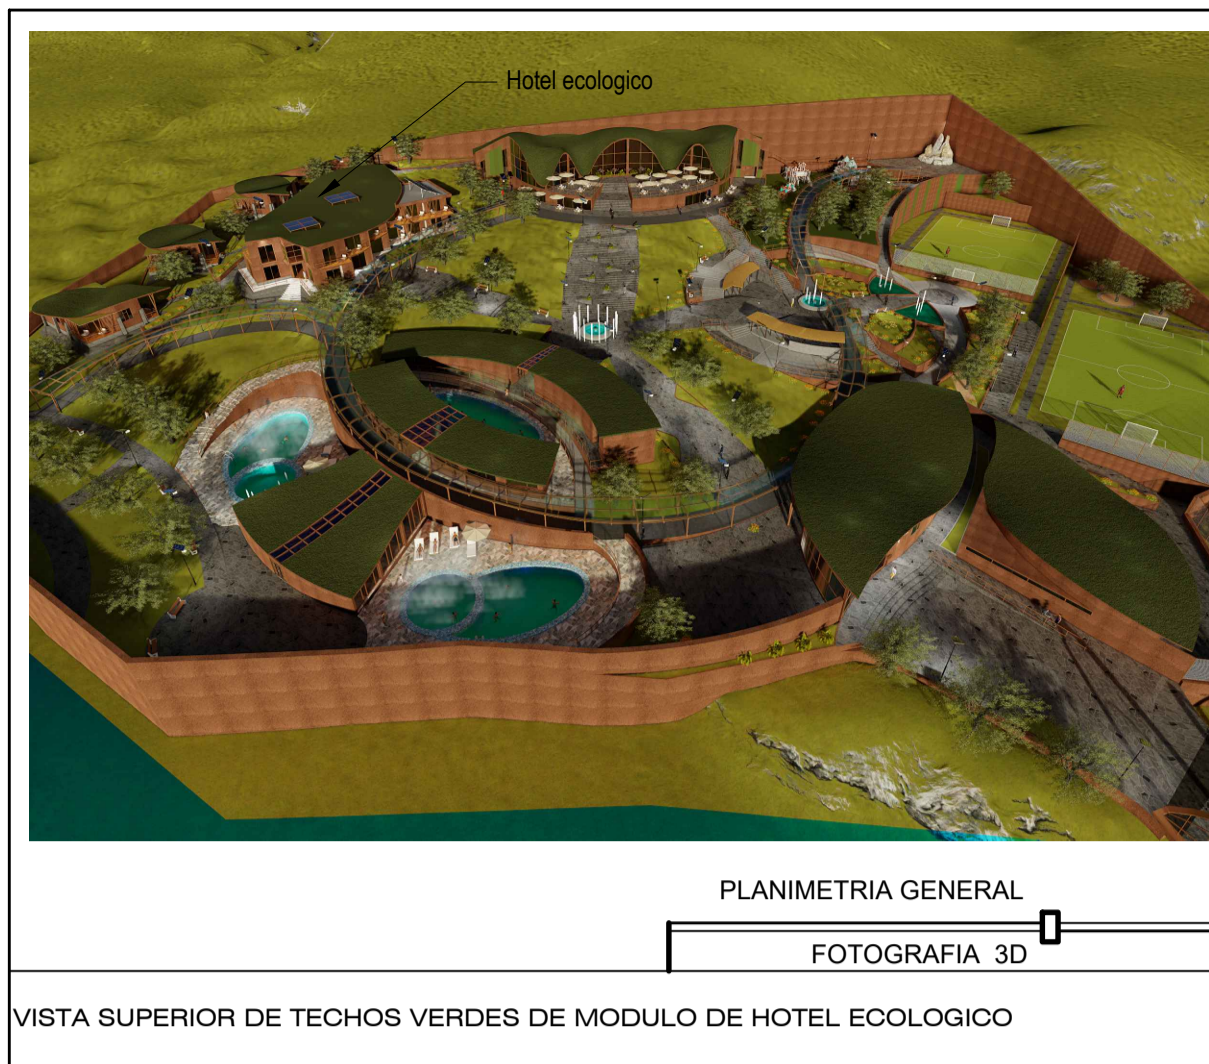 Hotel ecologico
PLANIMETRIA GENERAL
FOTOGRAFIA 3D
VISTA SUPERIOR DE TECHOS VERDES DE MODULO DE HOTEL ECOLOGICO